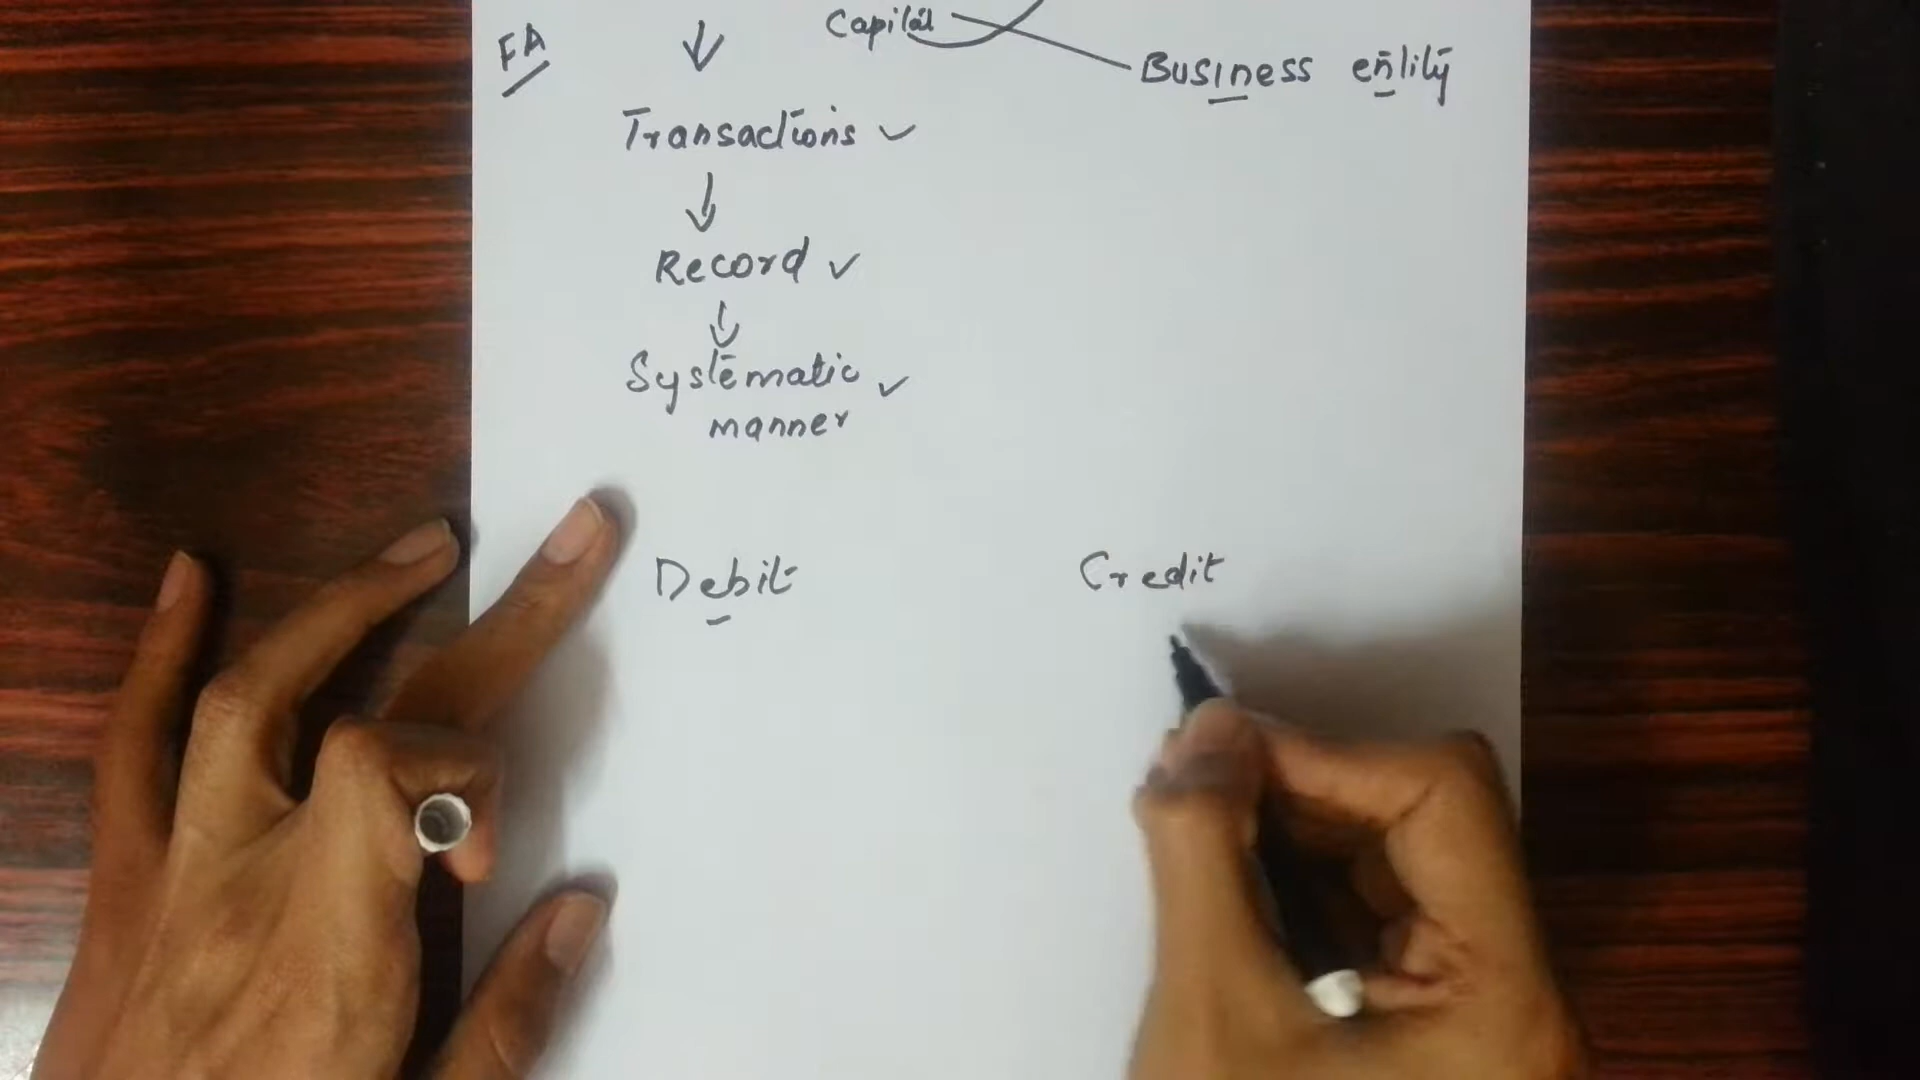 Capital
FA
Business entity
Transactions
Record
Systematic
manner
Debit
Credit